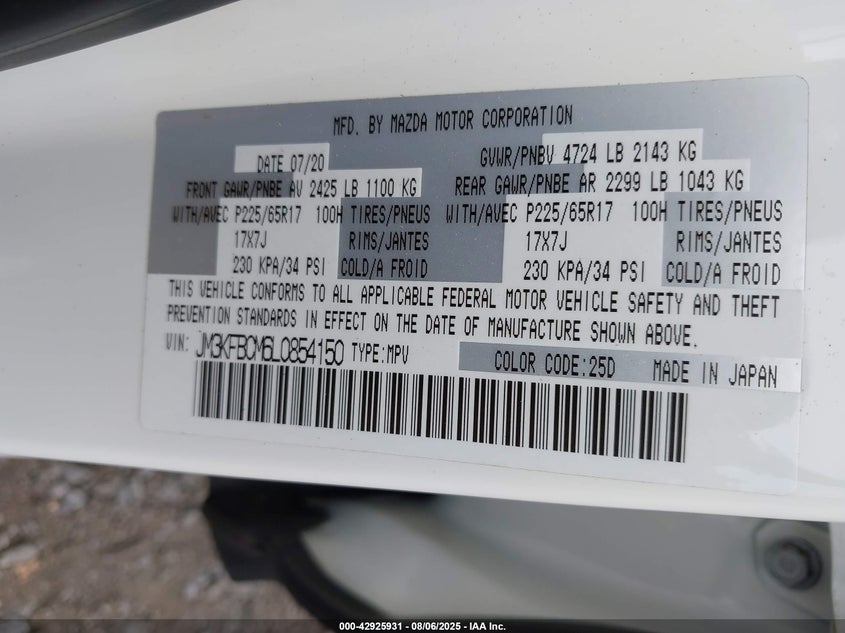 MFD. BY MAZDA MOTOR CORPORATION
DATE 07/20 GVWR/PNBV 4724 LB 2143 KG
FRONT GAWR/PNBE AV 2425 LB 1100 KG REAR GAWR/PNBE AR 2299 LB 1043 KG
WITH/AVEC P225/65R17 100H TIRES/PNEUS WITH/AVEC P225/65R17 100H TIRES/PNEUS
17X7J RIMS/JANTES 17X7J RIMS/JANTES
230 KPA/34 PSI COLD/A FROID 230 KPA/34 PSI COLD/A FROID
THIS VEHICLE CONFORMS TO ALL APPLICABLE FEDERAL MOTOR VEHICLE SAFETY AND THEFT
PREVENTION STANDARDS IN EFFECT ON THE DATE OF MANUFACTURE SHOWN ABOVE.
VIN: JM3KFBCM6L0854150 TYPE:MPV COLOR CODE:25D MADE IN JAPAN
000-42925931 - 08/06/2025 - IAA Inc.